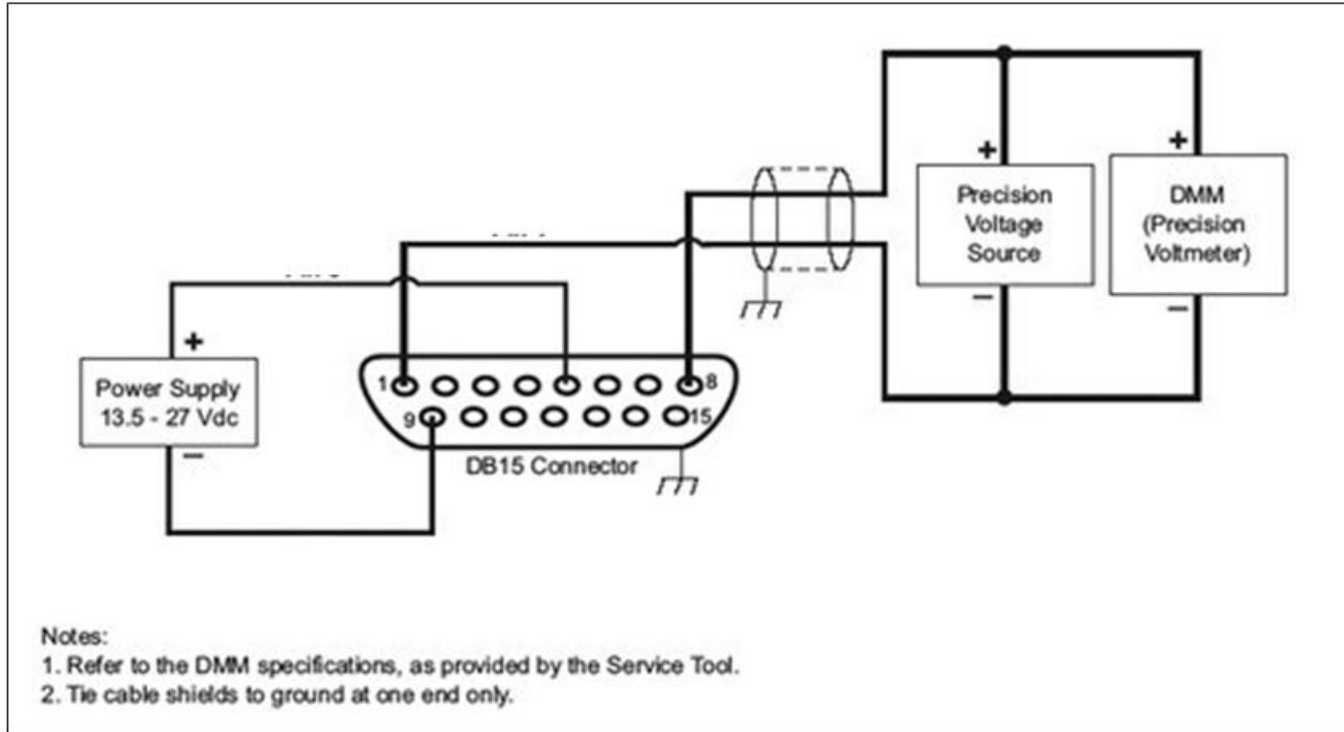 +
+
Precision
Voltage
Source
DMM
(Precision
Voltmeter)
−
−
+
Power Supply
13.5 - 27 Vdc
−
1
8
9
15
DB15 Connector
Notes:
1. Refer to the DMM specifications, as provided by the Service Tool.
2. Tie cable shields to ground at one end only.